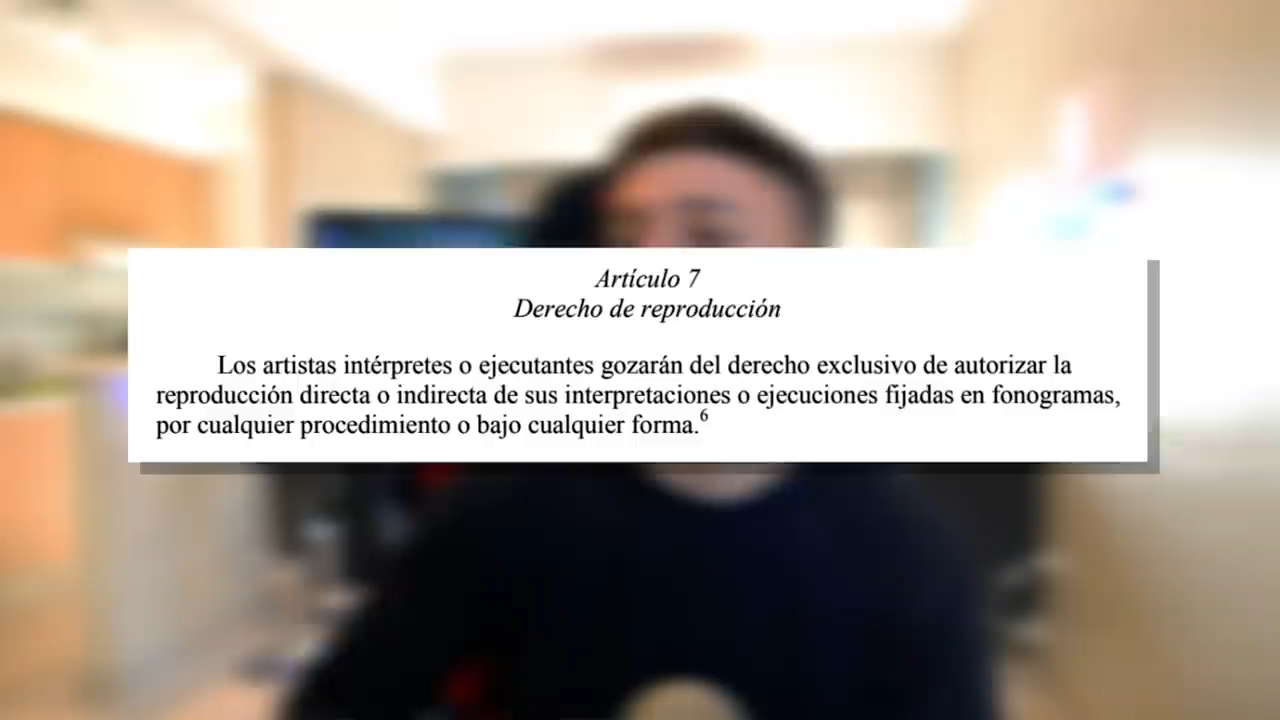 Artículo 7
Derecho de reproducción
Los artistas intérpretes o ejecutantes gozarán del derecho exclusivo de autorizar la
reproducción directa o indirecta de sus interpretaciones o ejecuciones fijadas en fonogramas,
por cualquier procedimiento o bajo cualquier forma.⁶